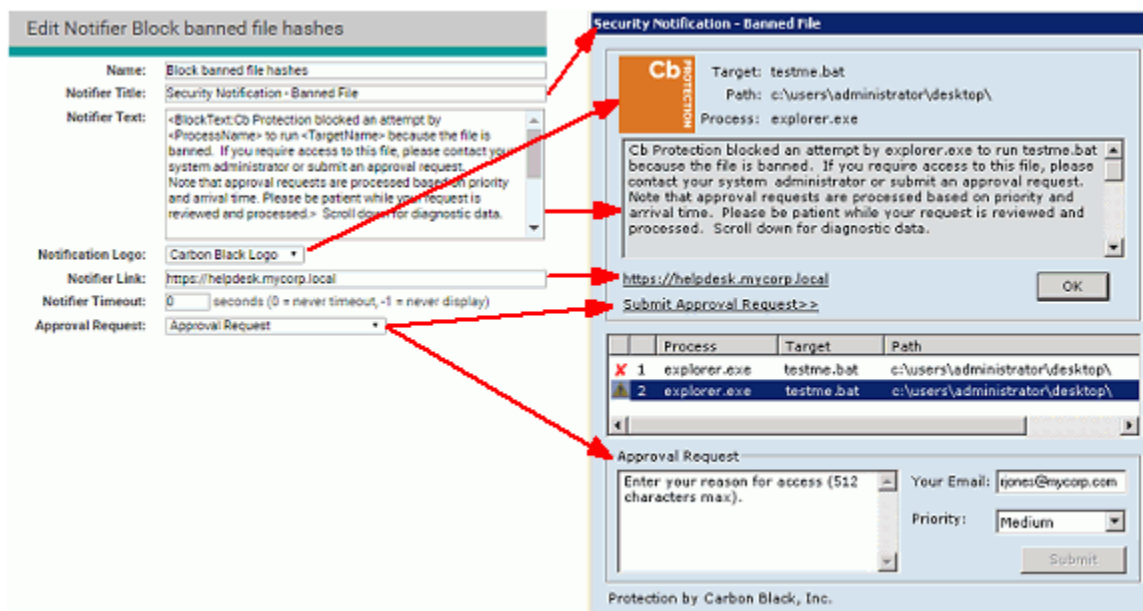 Edit Notifier Block banned file hashes
Name: Block banned file hashes
Notifier Title: Security Notification - Banned File
Notifier Text: <BlockText:Cb Protection blocked an attempt by
<ProcessName> to run <TargetName> because the file is
banned. If you require access to this file, please contact your
system administrator or submit an approval request.
Note that approval requests are processed based on priority
and arrival time. Please be patient while your request is
reviewed and processed.> Scroll down for diagnostic data.
Notification Logo: Carbon Black Logo
Notifier Link: https://helpdesk.mycorp.local
Notifier Timeout: 0 seconds (0 = never timeout, -1 = never display)
Approval Request: Approval Request
Security Notification - Banned File
Cb PROTECTION
Target: testme.bat
Path: c:\users\administrator\desktop\
Process: explorer.exe
Cb Protection blocked an attempt by explorer.exe to run testme.bat
because the file is banned. If you require access to this file, please
contact your system administrator or submit an approval request.
Note that approval requests are processed based on priority and
arrival time. Please be patient while your request is reviewed and
processed. Scroll down for diagnostic data.
https://helpdesk.mycorp.local
OK
Submit Approval Request>>
Process Target Path
1 explorer.exe testme.bat c:\users\administrator\desktop\
2 explorer.exe testme.bat c:\users\administrator\desktop\
Approval Request
Enter your reason for access (512
characters max).
Your Email: rjones@mycorp.com
Priority: Medium
Submit
Protection by Carbon Black, Inc.